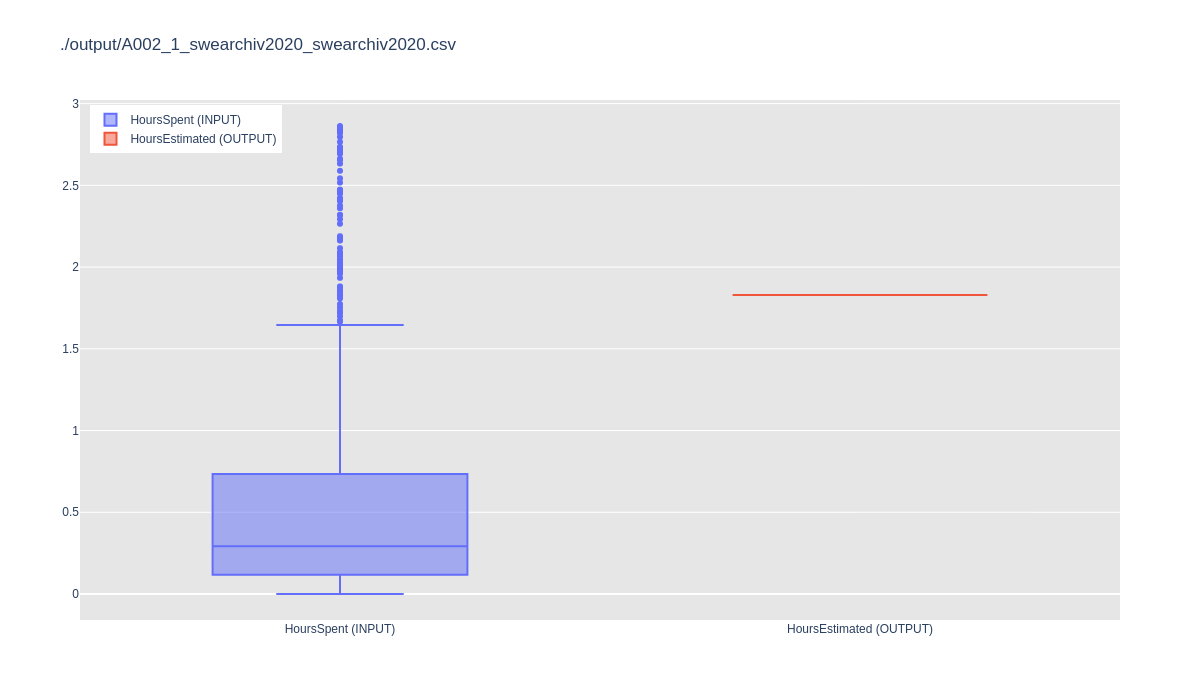 ./output/A002_1_swearchiv2020_swearchiv2020.csv
3
HoursSpent (INPUT)
HoursEstimated (OUTPUT)
2.5
2
1.5
1
0.5
0
HoursSpent (INPUT)
HoursEstimated (OUTPUT)